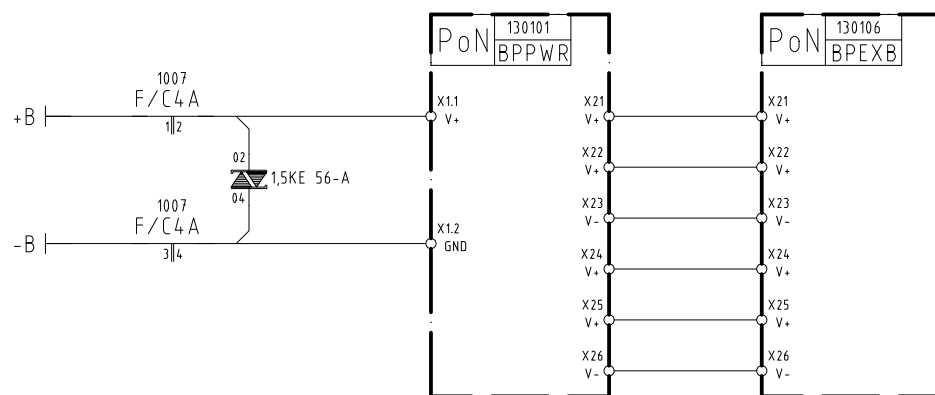 PoN 130101 BPPWR
PoN 130106 BPEXB
1007
F/C4A
+B
1 2
X1.1
V+
02
1,5KE 56-A
04
1007
F/C4A
-B
3 4
X1.2
GND
X21
V+
X22
V+
X23
V-
X24
V+
X25
V+
X26
V-
X21
V+
X22
V+
X23
V-
X24
V+
X25
V+
X26
V-